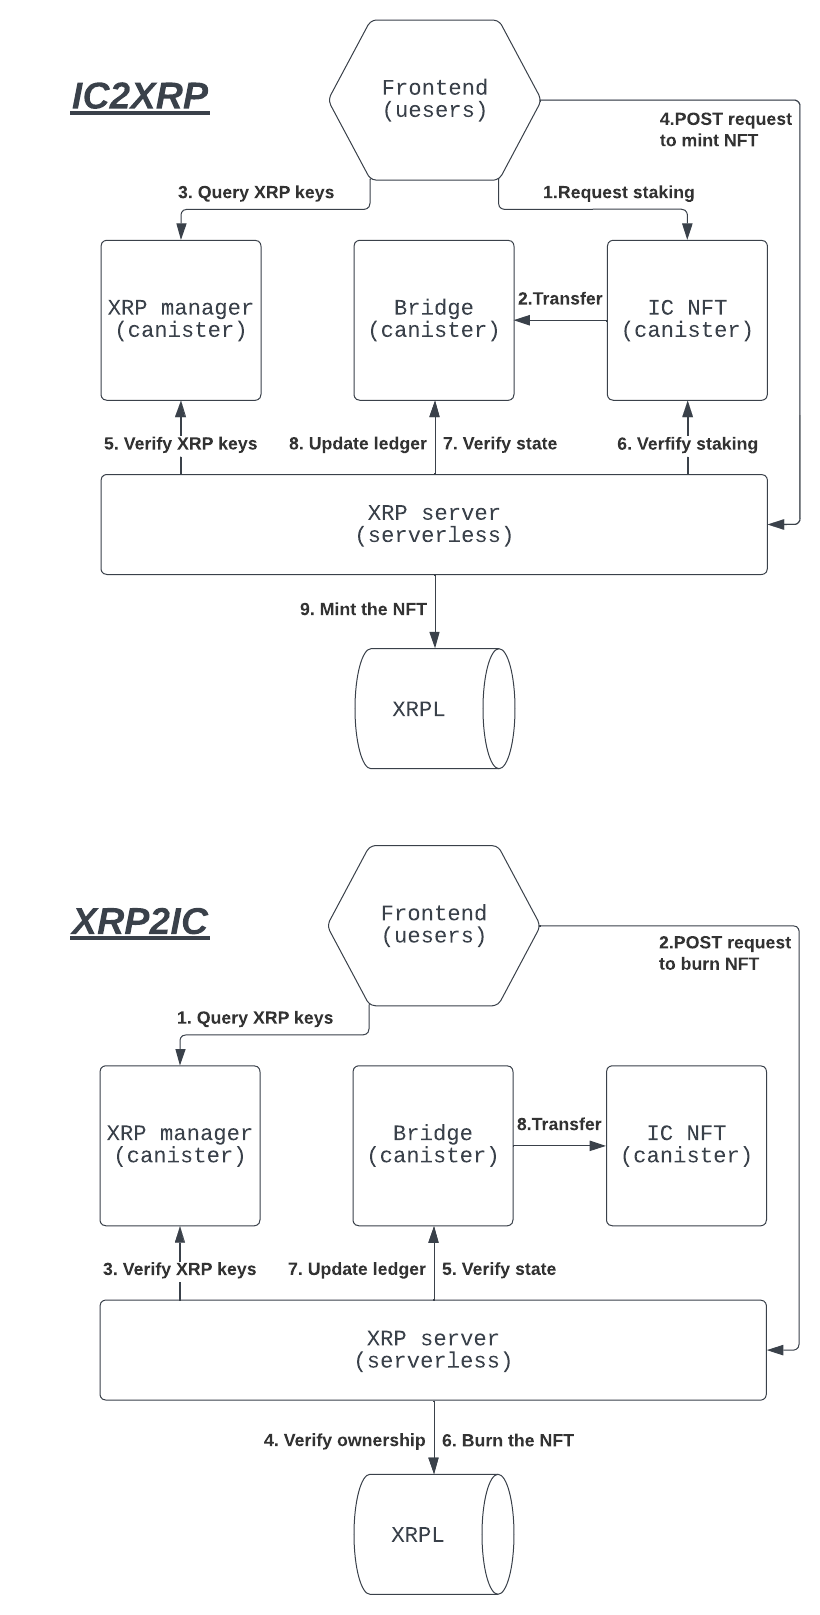 IC2XRP
Frontend
(uesers)
4.POST request
to mint NFT
3. Query XRP keys
1.Request staking
XRP manager
(canister)
Bridge
(canister)
2.Transfer
IC NFT
(canister)
5. Verify XRP keys
8. Update ledger
7. Verify state
6. Verfify staking
XRP server
(serverless)
9. Mint the NFT
XRPL
XRP2IC
Frontend
(uesers)
2.POST request
to burn NFT
1. Query XRP keys
XRP manager
(canister)
Bridge
(canister)
8.Transfer
IC NFT
(canister)
3. Verify XRP keys
7. Update ledger
5. Verify state
XRP server
(serverless)
4. Verify ownership
6. Burn the NFT
XRPL